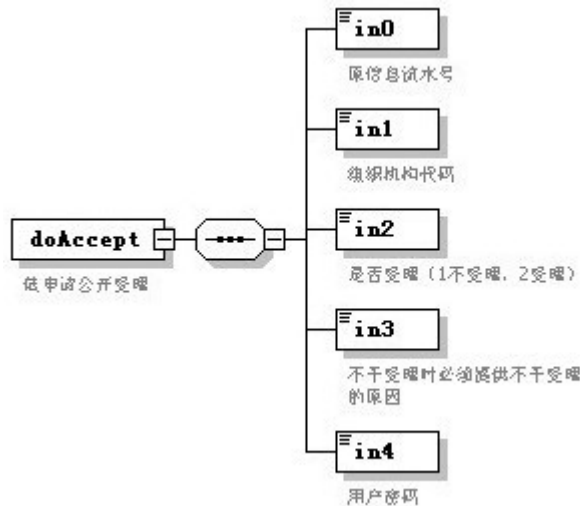 in0
原信息流水号
in1
组织机构代码
doAccept
依申请公开受理
in2
是否受理（1不受理，2受理）
in3
不予受理时必须提供不予受理
的原因
in4
用户密码